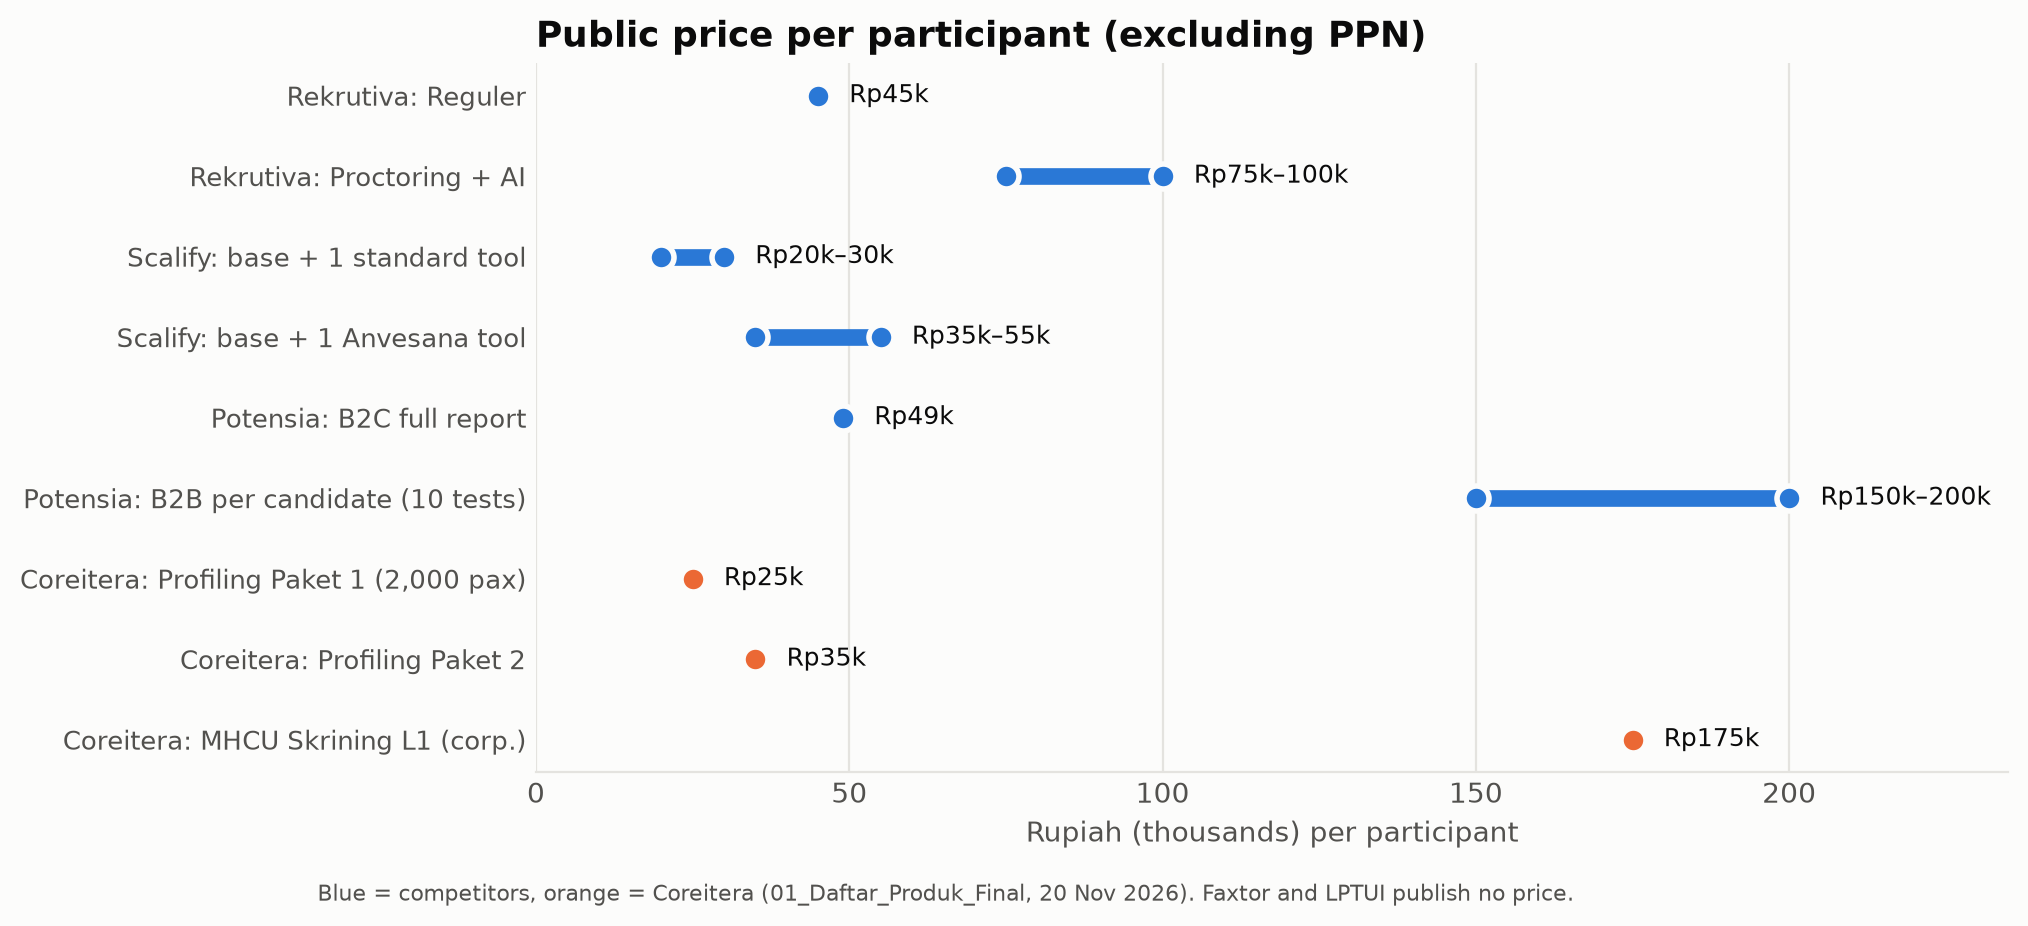 Public price per participant (excluding PPN)
Rekrutiva: Reguler
Rp45k
Rekrutiva: Proctoring + AI
Rp75k–100k
Scalify: base + 1 standard tool
Rp20k–30k
Scalify: base + 1 Anvesana tool
Rp35k–55k
Potensia: B2C full report
Rp49k
Potensia: B2B per candidate (10 tests)
Rp150k–200k
Coreitera: Profiling Paket 1 (2,000 pax)
Rp25k
Coreitera: Profiling Paket 2
Rp35k
Coreitera: MHCU Skrining L1 (corp.)
Rp175k
0 50 100 150 200
Rupiah (thousands) per participant
Blue = competitors, orange = Coreitera (01_Daftar_Produk_Final, 20 Nov 2026). Faxtor and LPTUI publish no price.